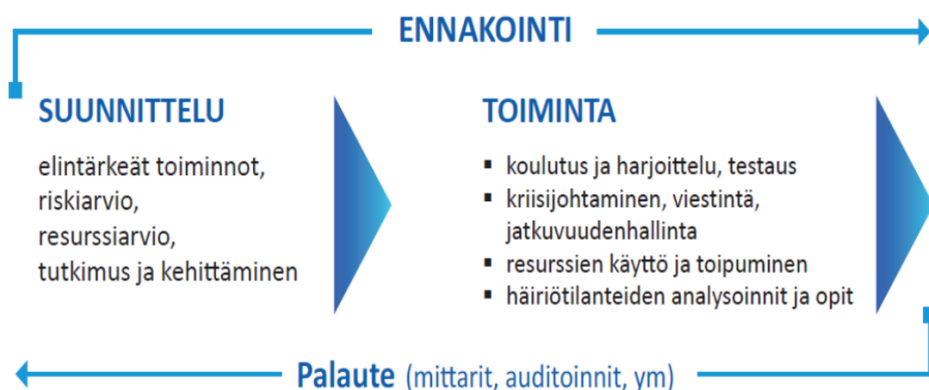 ENNAKOINTI
SUUNNITTELU
elintärkeät toiminnot,
riskiarvio,
resurssiarvio,
tutkimus ja kehittäminen
TOIMINTA
▪ koulutus ja harjoittelu, testaus
▪ kriisijohtaminen, viestintä,
jatkuvuudenhallinta
▪ resurssien käyttö ja toipuminen
▪ häiriötilanteiden analysoinnit ja opit
Palaute (mittarit, auditoinnit, ym)